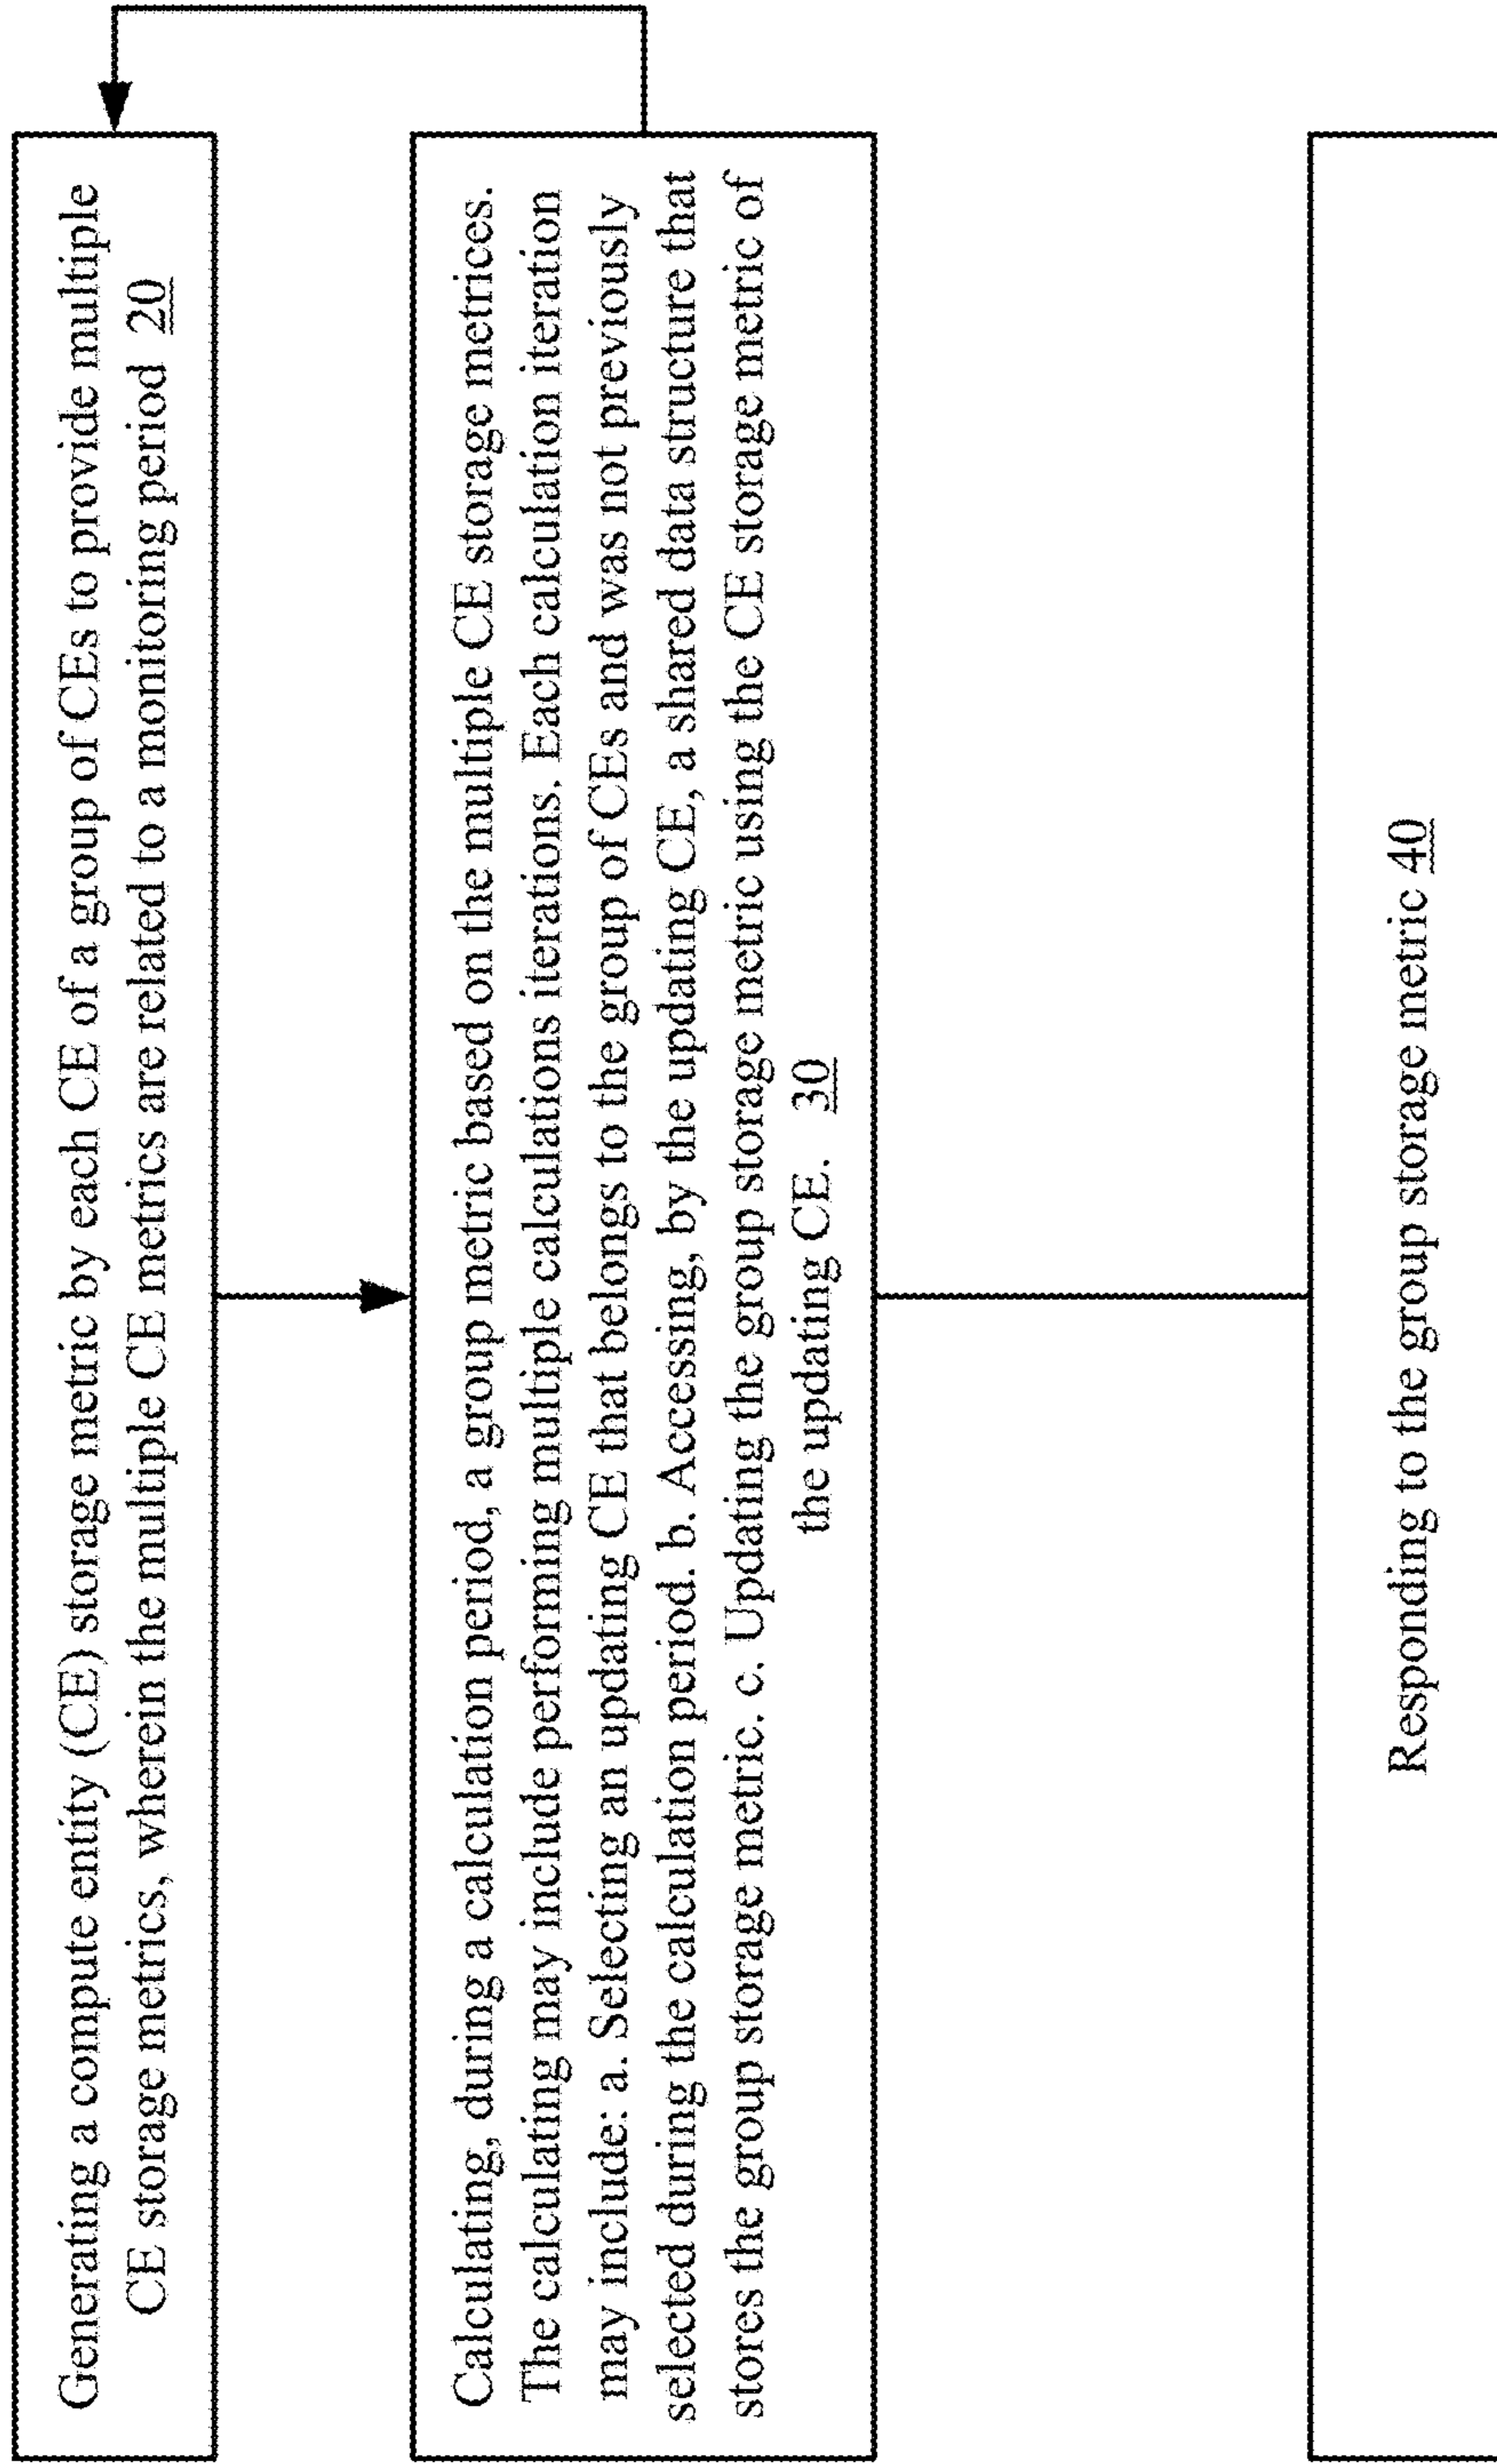 Generating a compute entity (CE) storage metric by each CE of a group of CEs to provide multiple
CE storage metrics, wherein the multiple CE metrics are related to a monitoring period 20
Calculating, during a calculation period, a group metric based on the multiple CE storage metrices.
The calculating may include performing multiple calculations iterations. Each calculation iteration
may include: a. Selecting an updating CE that belongs to the group of CEs and was not previously
selected during the calculation period. b. Accessing, by the updating CE, a shared data structure that
stores the group storage metric. c. Updating the group storage metric using the CE storage metric of
the updating CE. 30
Responding to the group storage metric 40